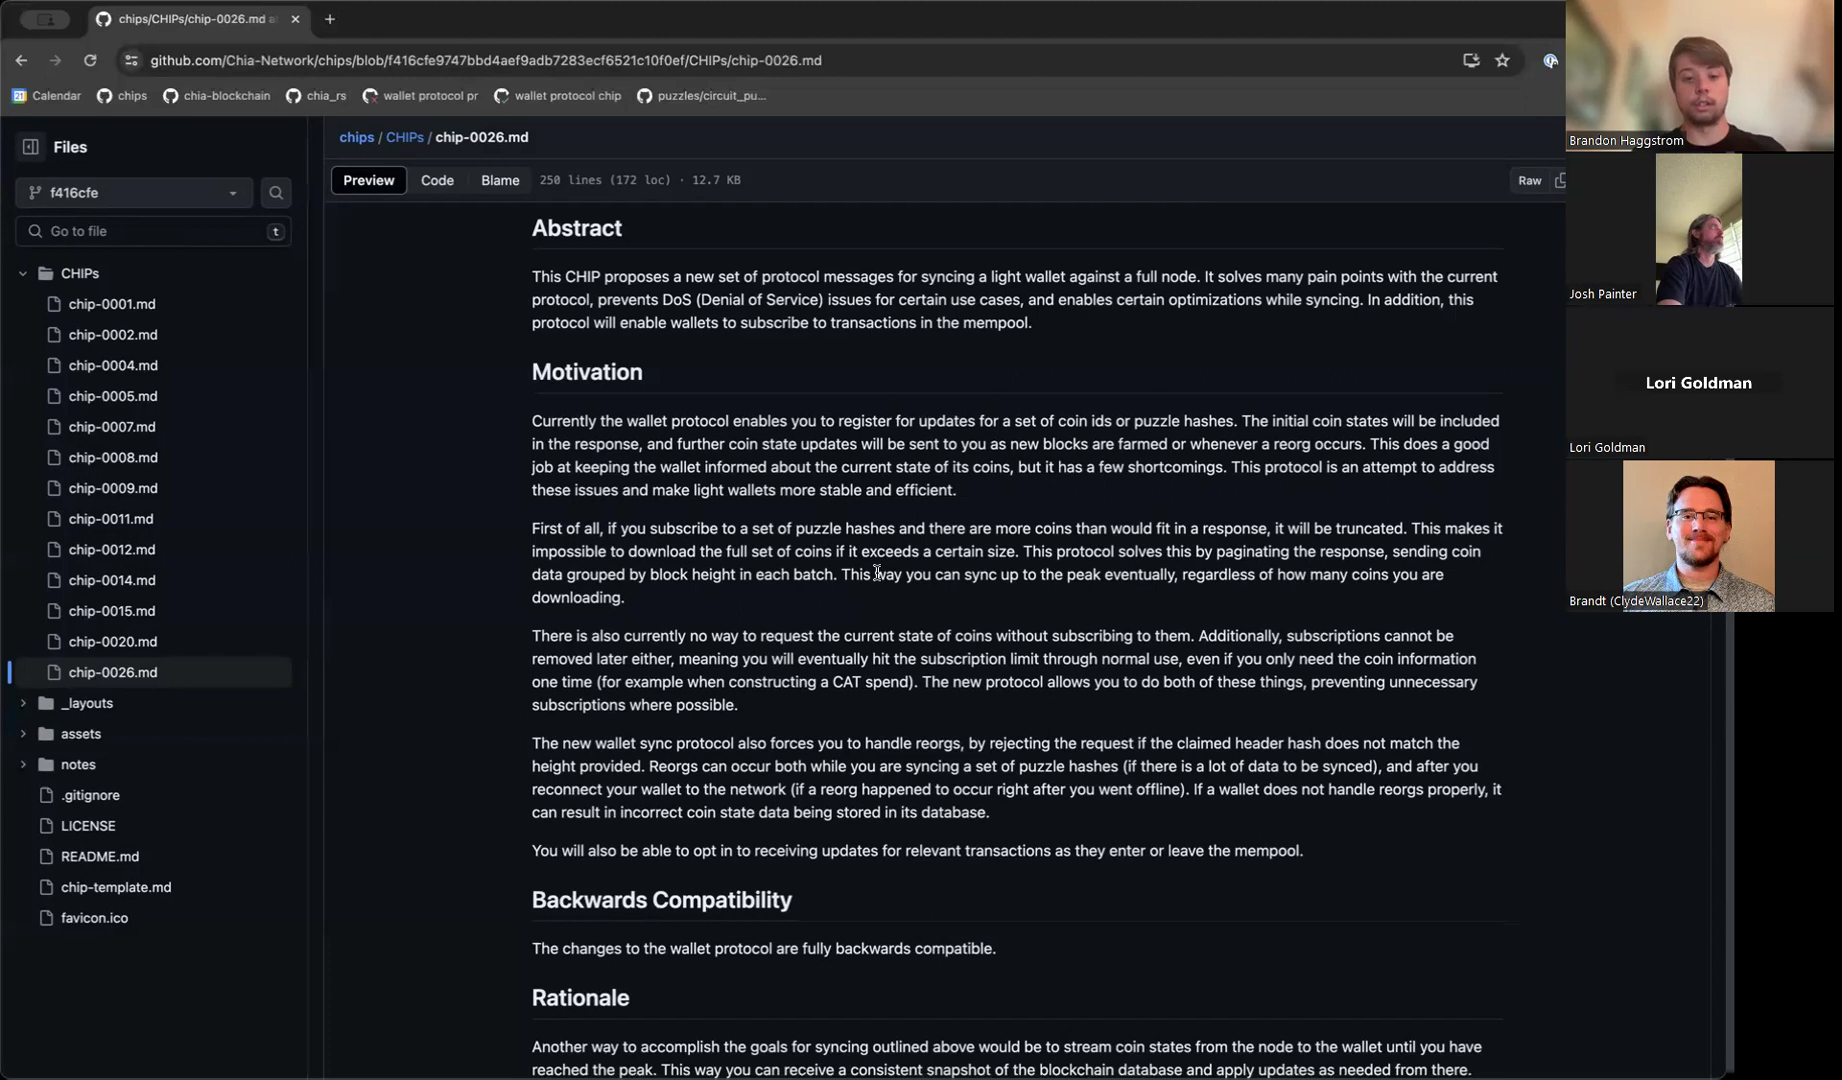 chips/CHIPs/chip-0026.md a
github.com/Chia-Network/chips/blob/f416cfe9747bbd4aef9adb7283ecf6521c10f0ef/CHIPs/chip-0026.md
Calendar chips chia-blockchain chia_rs wallet protocol pr wallet protocol chip puzzles/circuit_pu...
Files
f416cfe
Go to file t
CHIPs
chip-0001.md
chip-0002.md
chip-0004.md
chip-0005.md
chip-0007.md
chip-0008.md
chip-0009.md
chip-0011.md
chip-0012.md
chip-0014.md
chip-0015.md
chip-0020.md
chip-0026.md
_layouts
assets
notes
.gitignore
LICENSE
README.md
chip-template.md
favicon.ico
chips / CHIPs / chip-0026.md
Preview Code Blame 250 lines (172 loc) · 12.7 KB Raw
Abstract
This CHIP proposes a new set of protocol messages for syncing a light wallet against a full node. It solves many pain points with the current
protocol, prevents DoS (Denial of Service) issues for certain use cases, and enables certain optimizations while syncing. In addition, this
protocol will enable wallets to subscribe to transactions in the mempool.
Motivation
Currently the wallet protocol enables you to register for updates for a set of coin ids or puzzle hashes. The initial coin states will be included
in the response, and further coin state updates will be sent to you as new blocks are farmed or whenever a reorg occurs. This does a good
job at keeping the wallet informed about the current state of its coins, but it has a few shortcomings. This protocol is an attempt to address
these issues and make light wallets more stable and efficient.
First of all, if you subscribe to a set of puzzle hashes and there are more coins than would fit in a response, it will be truncated. This makes it
impossible to download the full set of coins if it exceeds a certain size. This protocol solves this by paginating the response, sending coin
data grouped by block height in each batch. This way you can sync up to the peak eventually, regardless of how many coins you are
downloading.
There is also currently no way to request the current state of coins without subscribing to them. Additionally, subscriptions cannot be
removed later either, meaning you will eventually hit the subscription limit through normal use, even if you only need the coin information
one time (for example when constructing a CAT spend). The new protocol allows you to do both of these things, preventing unnecessary
subscriptions where possible.
The new wallet sync protocol also forces you to handle reorgs, by rejecting the request if the claimed header hash does not match the
height provided. Reorgs can occur both while you are syncing a set of puzzle hashes (if there is a lot of data to be synced), and after you
reconnect your wallet to the network (if a reorg happened to occur right after you went offline). If a wallet does not handle reorgs properly, it
can result in incorrect coin state data being stored in its database.
You will also be able to opt in to receiving updates for relevant transactions as they enter or leave the mempool.
Backwards Compatibility
The changes to the wallet protocol are fully backwards compatible.
Rationale
Another way to accomplish the goals for syncing outlined above would be to stream coin states from the node to the wallet until you have
reached the peak. This way you can receive a consistent snapshot of the blockchain database and apply updates as needed from there.
Brandon Haggstrom
Josh Painter
Lori Goldman
Lori Goldman
Brandt (ClydeWallace22)